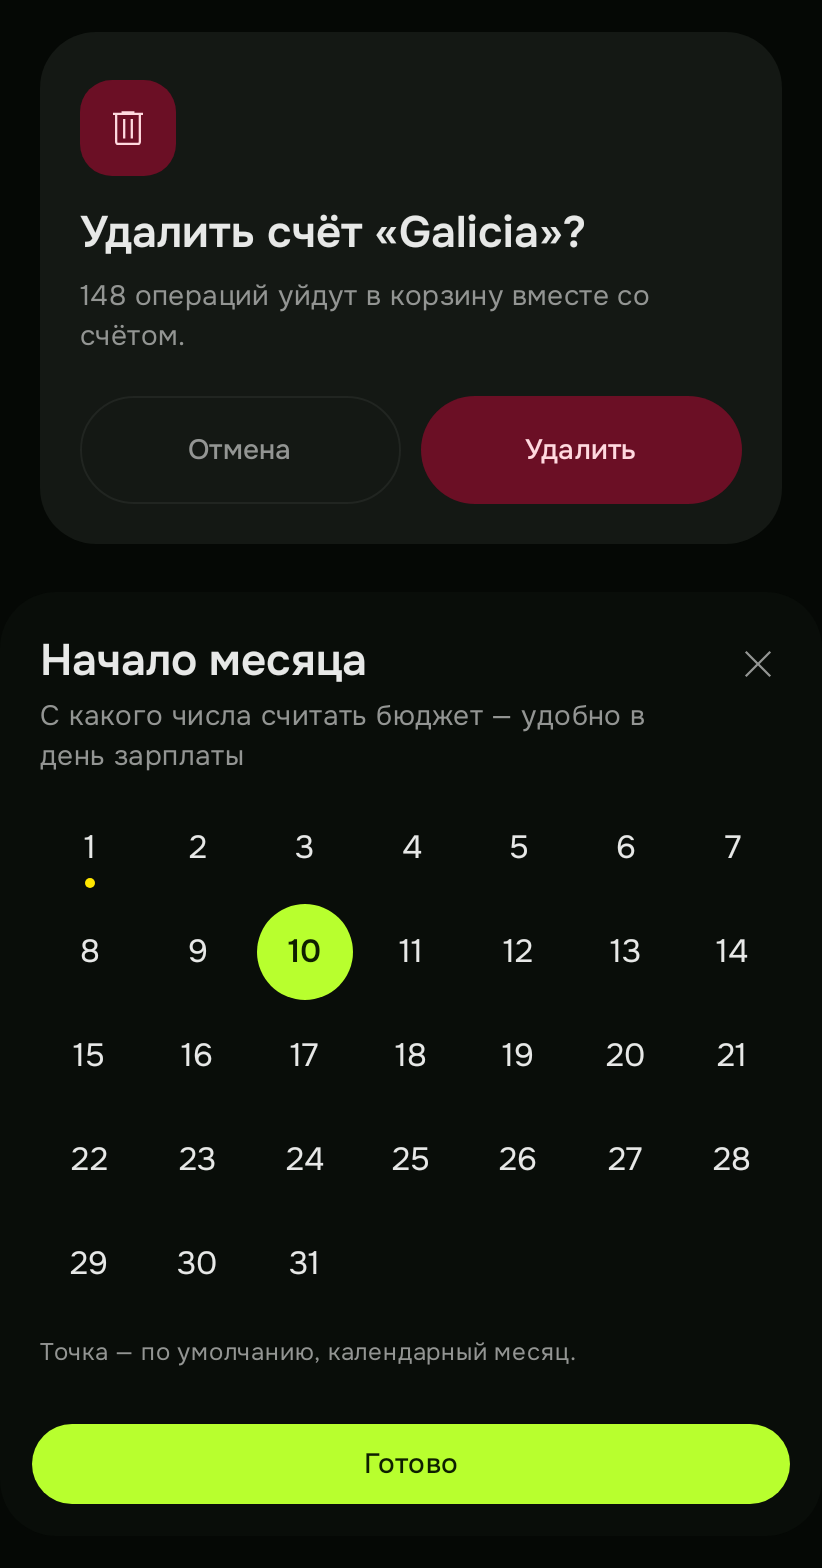 Удалить счёт «Galicia»?
148 операций уйдут в корзину вместе со
счётом.
Отмена Удалить
Начало месяца
С какого числа считать бюджет — удобно в
день зарплаты
1 2 3 4 5 6 7
8 9 10 11 12 13 14
15 16 17 18 19 20 21
22 23 24 25 26 27 28
29 30 31
Точка — по умолчанию, календарный месяц.
Готово